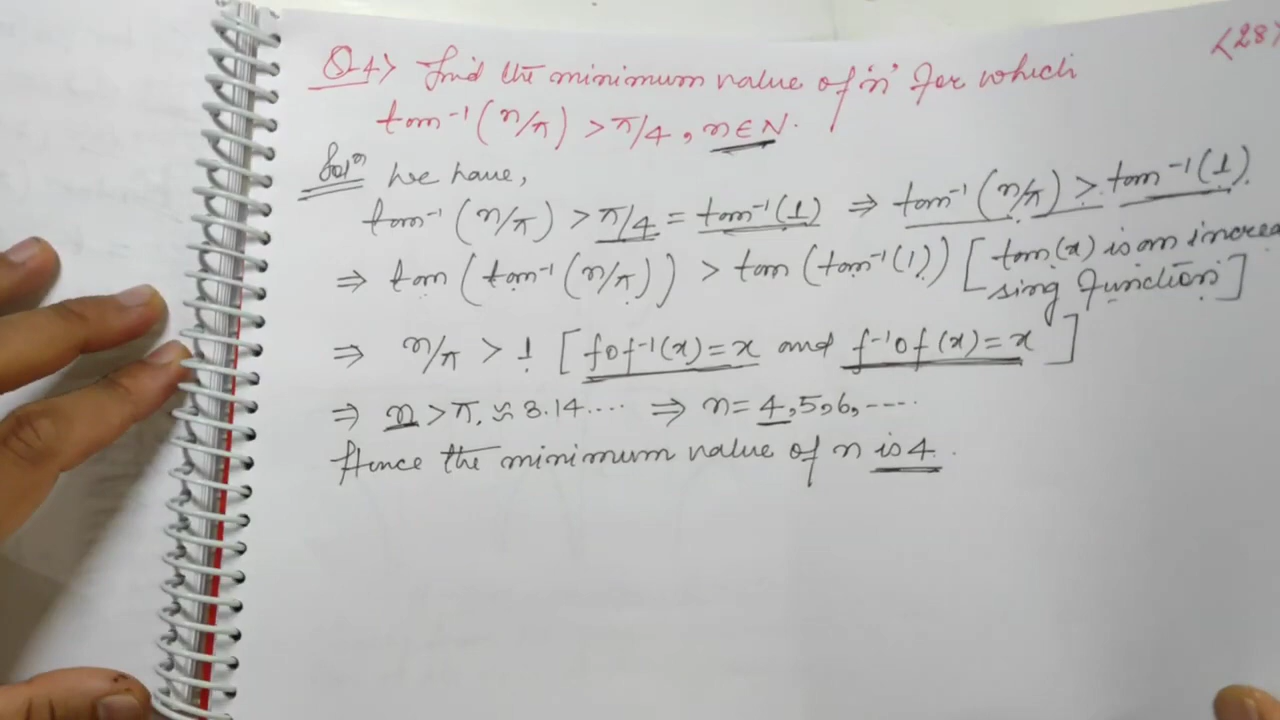 <28>
Q-4> find the minimum value of 'n' for which
tan⁻¹(n/π) > π/4, n∈N.
Solⁿ We have,
tan⁻¹(n/π) > π/4 = tan⁻¹(1) ⇒ tan⁻¹(n/π) > tan⁻¹(1).
⇒ tan(tan⁻¹(n/π)) > tan(tan⁻¹(1)) [tan(x) is an increa
sing function]
⇒ n/π > 1 [fof⁻¹(x)=x and f⁻¹of(x)=x]
⇒ n > π, ≈ 3.14.... ⇒ n = 4,5,6,----
Hence the minimum value of n is 4.